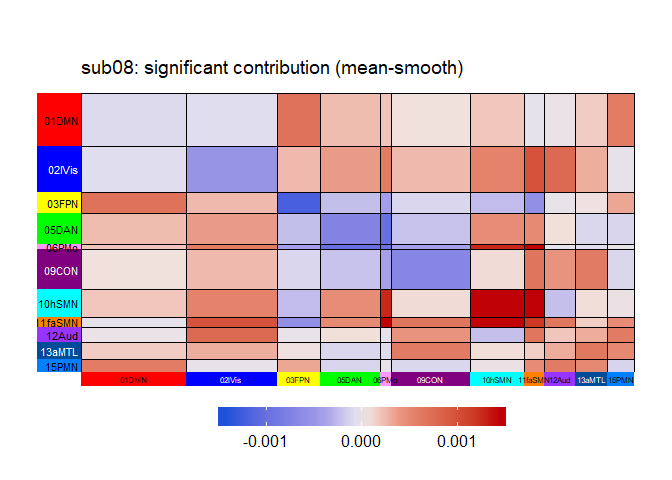 sub08: significant contribution (mean-smooth)
01DMN
02lVis
03FPN
05DAN
06PMo
09CON
10hSMN
1faSMN
12Aud
13aMTL
15PMN
01DMN 02lVis 03FPN 05DAN 06PMo 09CON 10hSMN 11faSMN 12Aud 13aMTL 15PMN
-0.001 0.000 0.001